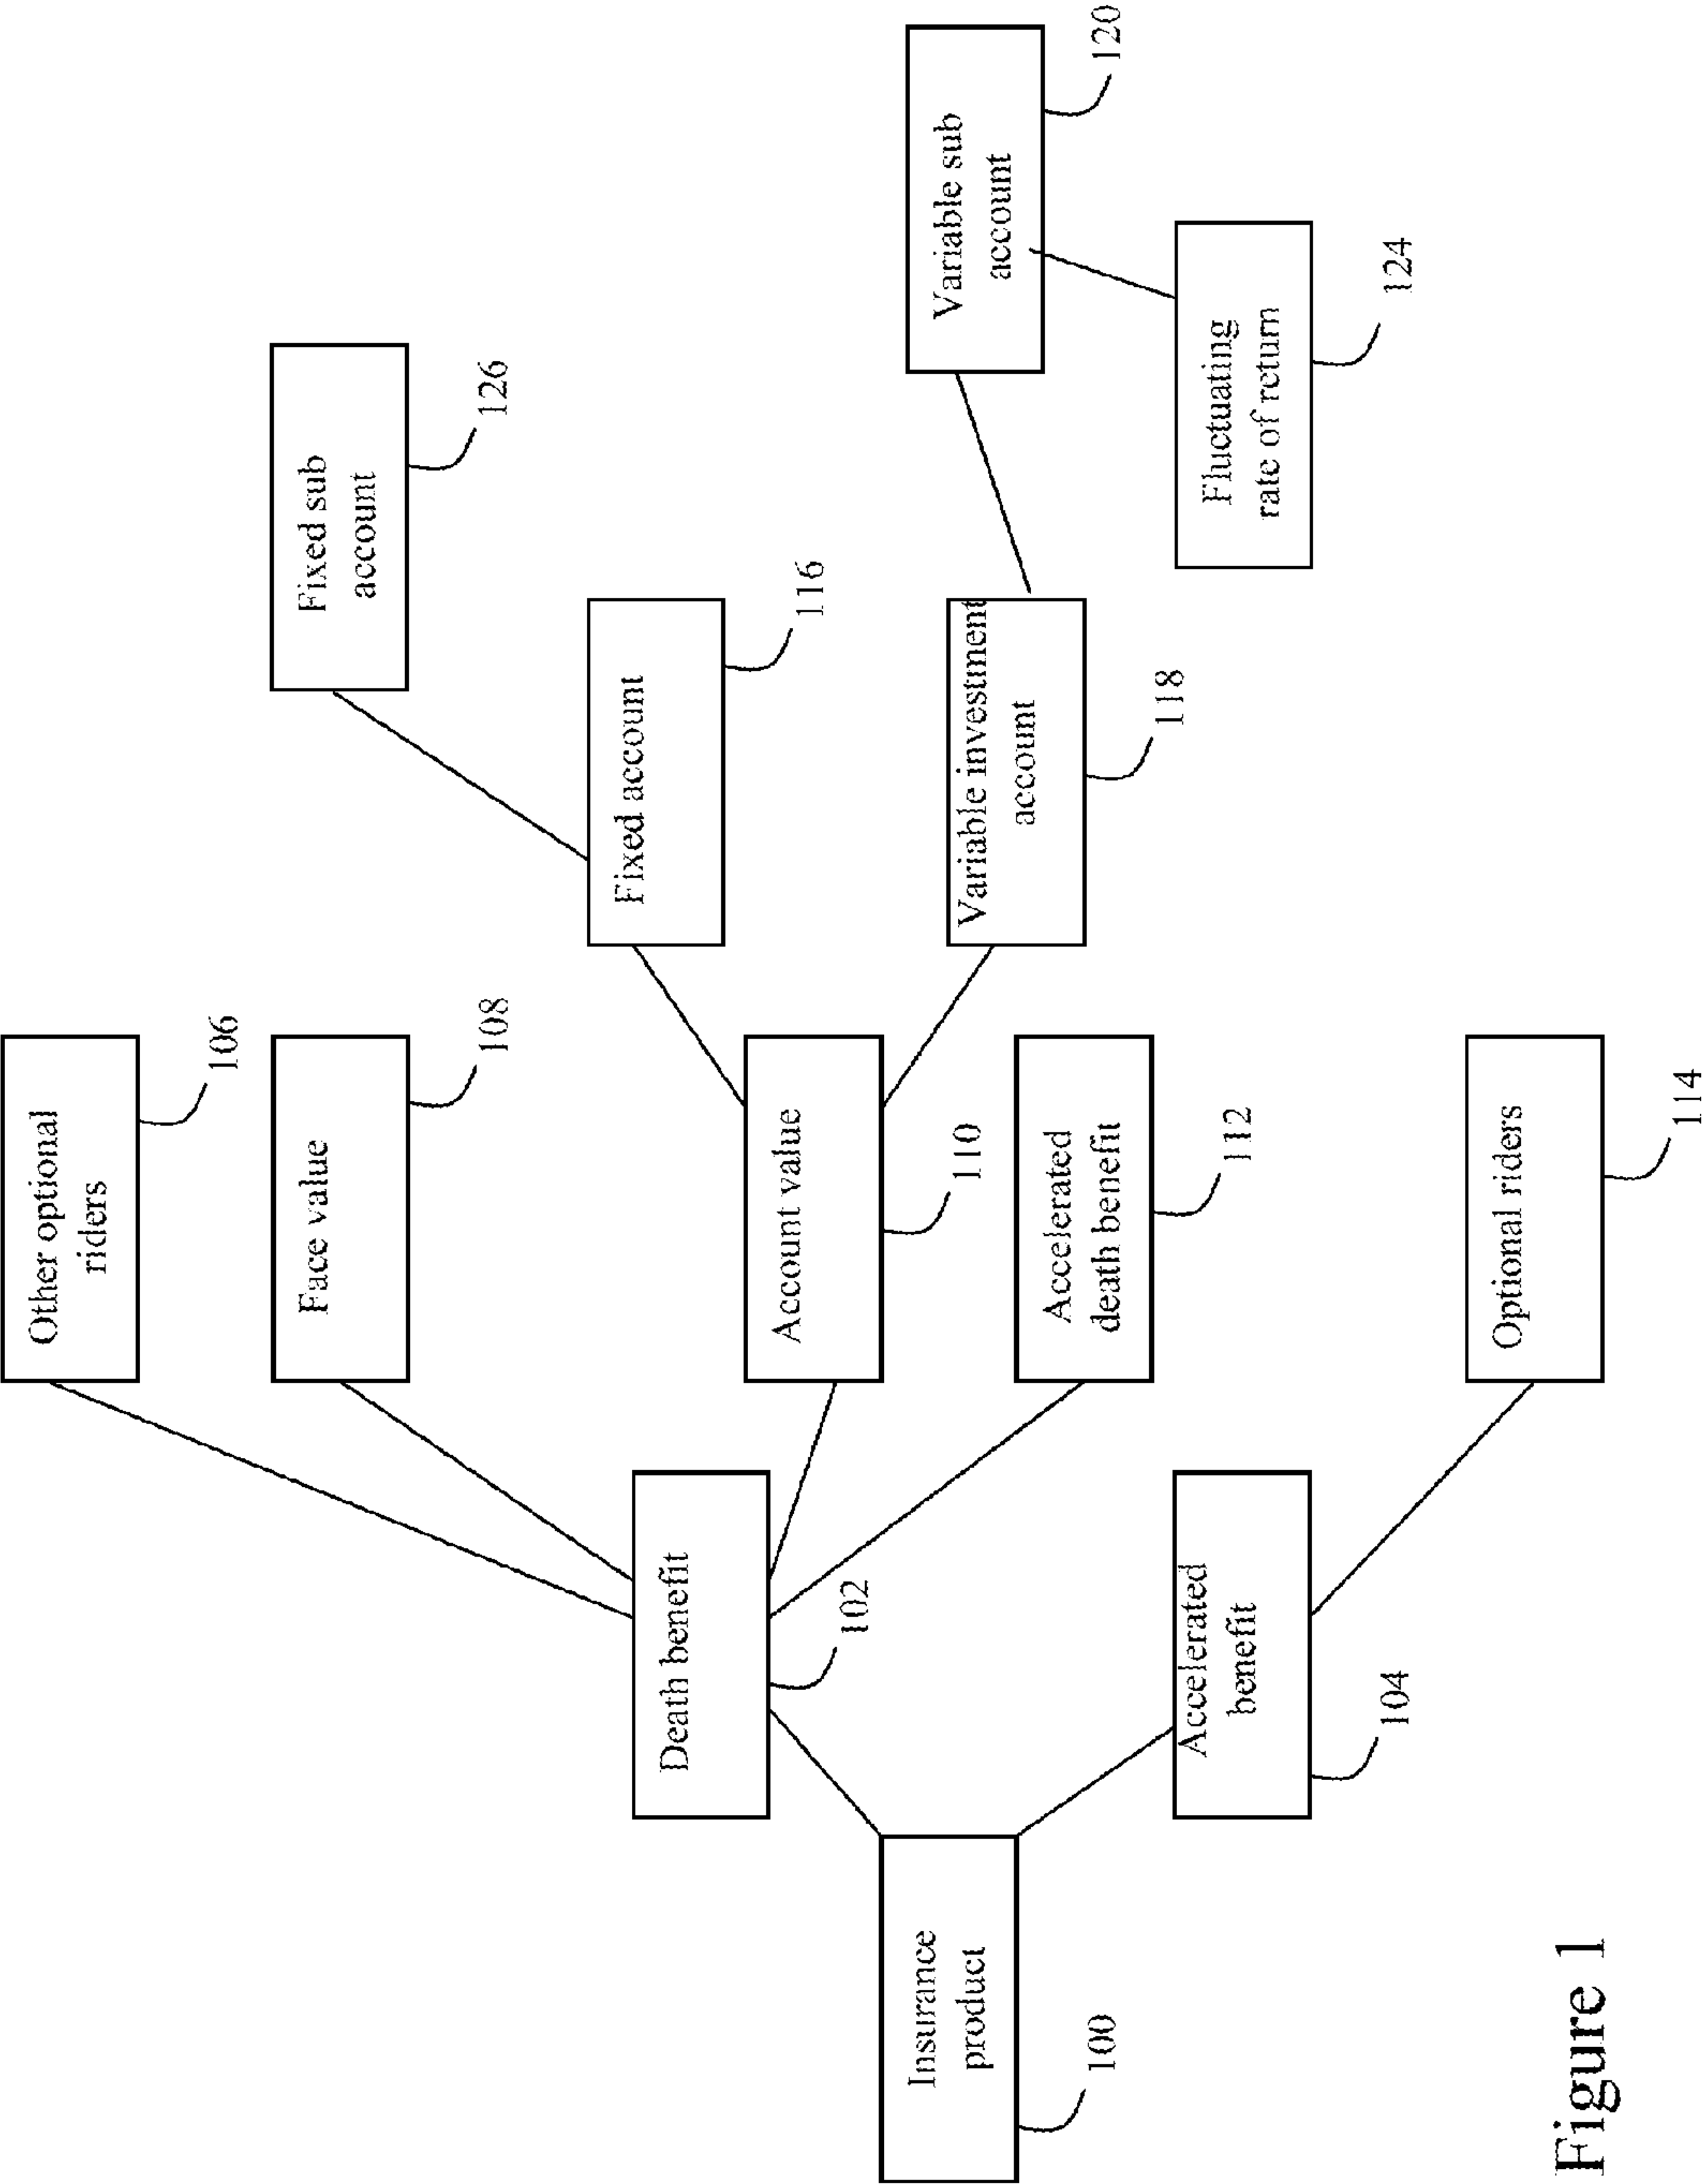 Other optional
riders
106
Face value
108
Fixed sub
account
126
Death benefit
102
Fixed account
116
Account value
110
Insurance
product
100
Variable investment
account
118
Variable sub
account
120
Accelerated
death benefit
112
Accelerated
benefit
104
Fluctuating
rate of return
124
Optional riders
114
Figure 1